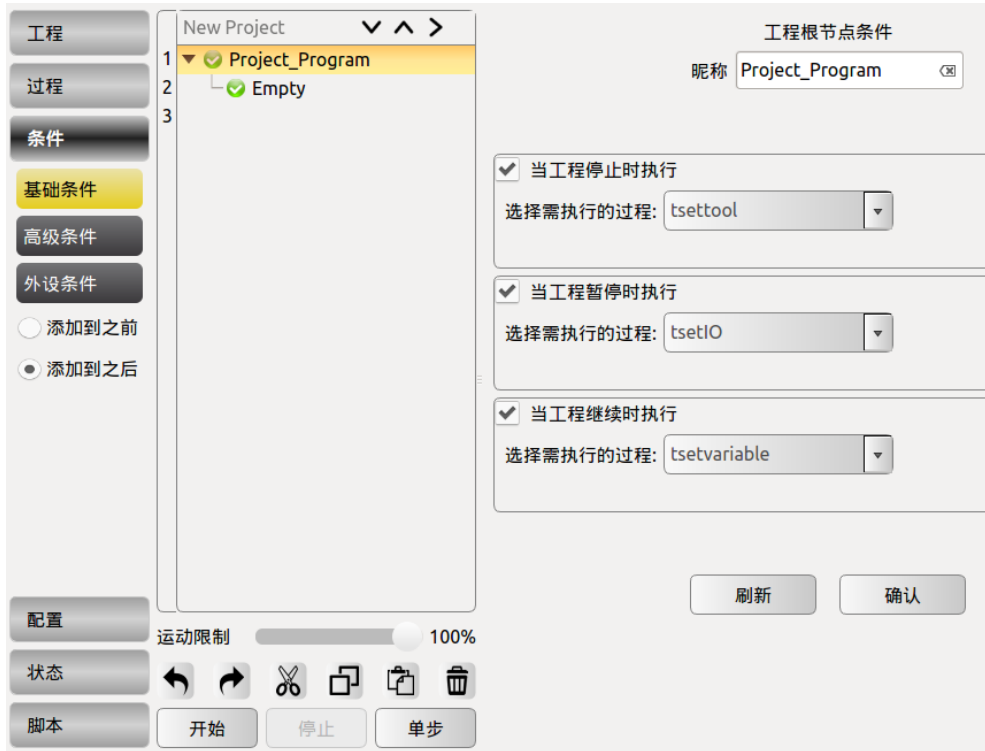 工程
过程
条件
基础条件
高级条件
外设条件
添加到之前
添加到之后
配置
状态
脚本
New Project
1 Project_Program
2 Empty
3
运动限制 100%
开始 停止 单步
工程根节点条件
昵称 Project_Program
当工程停止时执行
选择需执行的过程: tsettool
当工程暂停时执行
选择需执行的过程: tsetIO
当工程继续时执行
选择需执行的过程: tsetvariable
刷新 确认